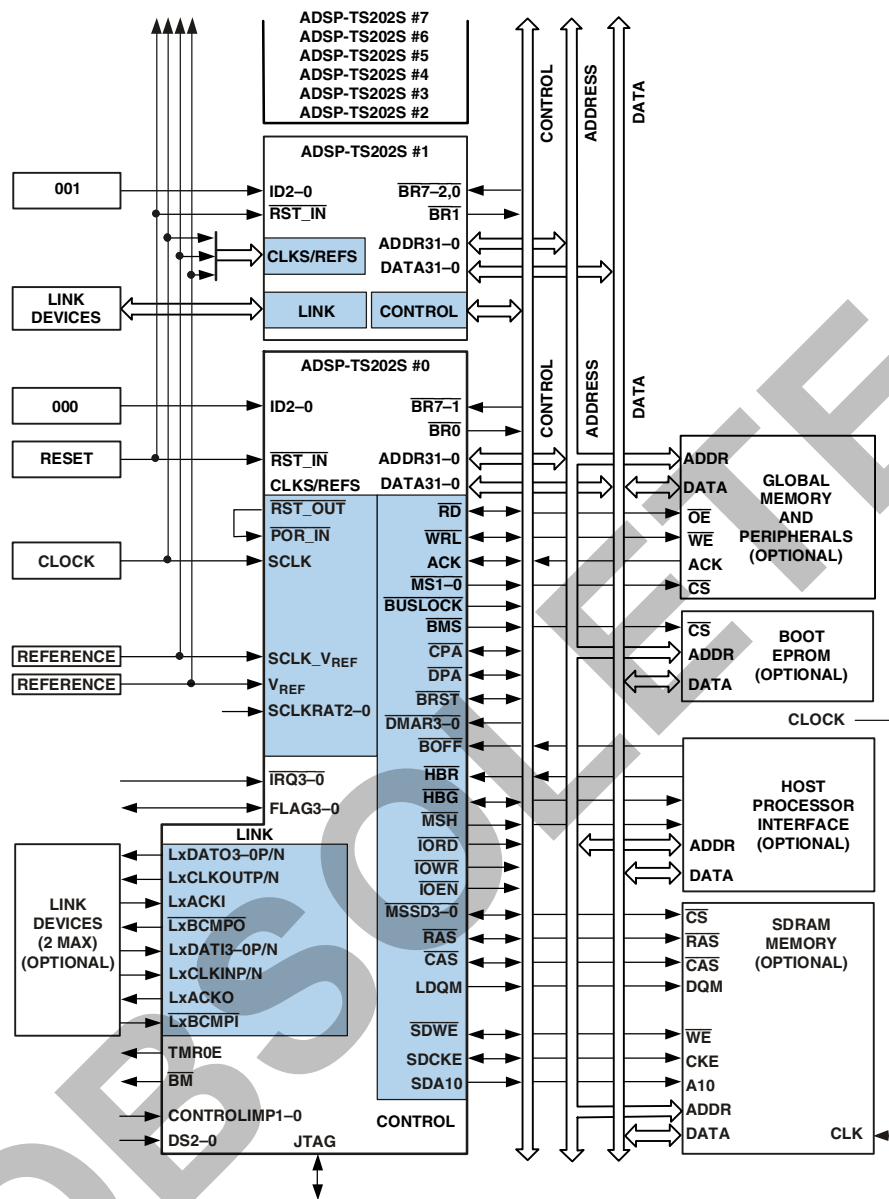 ADSP-TS202S #7
ADSP-TS202S #6
ADSP-TS202S #5
ADSP-TS202S #4
ADSP-TS202S #3
ADSP-TS202S #2
CONTROL
ADDRESS
DATA
ADSP-TS202S #1
001
ID2–0
BR7–2,0
RST_IN
BR1
ADDR31–0
CLKS/REFS
DATA31–0
LINK
DEVICES
LINK
CONTROL
ADSP-TS202S #0
CONTROL
ADDRESS
DATA
000
ID2–0
BR7–1
BR0
RESET
RST_IN
ADDR31–0
CLKS/REFS
DATA31–0
RST_OUT
RD
POR_IN
WRL
CLOCK
SCLK
ACK
MS1–0
BUSLOCK
BMS
REFERENCE
SCLK_VREF
CPA
REFERENCE
VREF
DPA
SCLKRAT2–0
BRST
DMAR3–0
BOFF
IRQ3–0
HBR
FLAG3–0
HBG
MSH
LINK
IORD
IOWR
IOEN
MSSD3–0
RAS
CAS
LDQM
SDWE
SDCKE
SDA10
CONTROL
LINK
DEVICES
(2 MAX)
(OPTIONAL)
LxDATO3–0P/N
LxCLKOUTP/N
LxACKI
LxBCMPO
LxDATI3–0P/N
LxCLKINP/N
LxACKO
LxBCMPI
TMR0E
BM
CONTROLIMP1–0
DS2–0
JTAG
ADDR
DATA
OE
WE
ACK
CS
GLOBAL
MEMORY
AND
PERIPHERALS
(OPTIONAL)
CS
ADDR
DATA
BOOT
EPROM
(OPTIONAL)
CLOCK
HOST
PROCESSOR
INTERFACE
(OPTIONAL)
ADDR
DATA
CS
RAS
CAS
DQM
WE
CKE
A10
ADDR
DATA
SDRAM
MEMORY
(OPTIONAL)
CLK
OBSOLETE